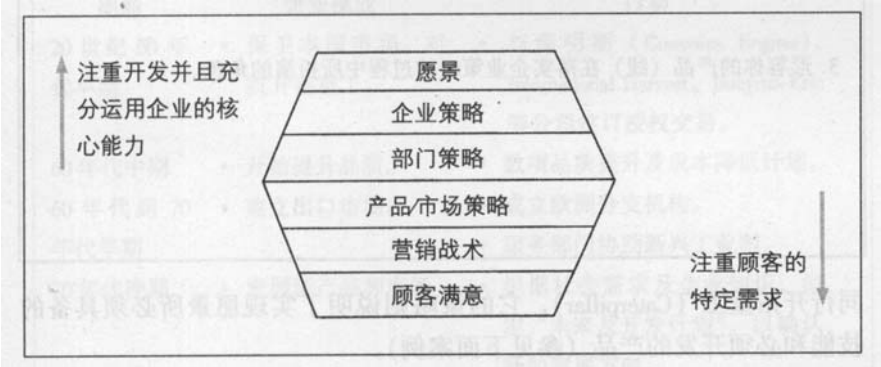 注重开发并且充
分运用企业的核
心能力
愿景
企业策略
部门策略
产品/市场策略
营销战术
顾客满意
注重顾客的
特定需求